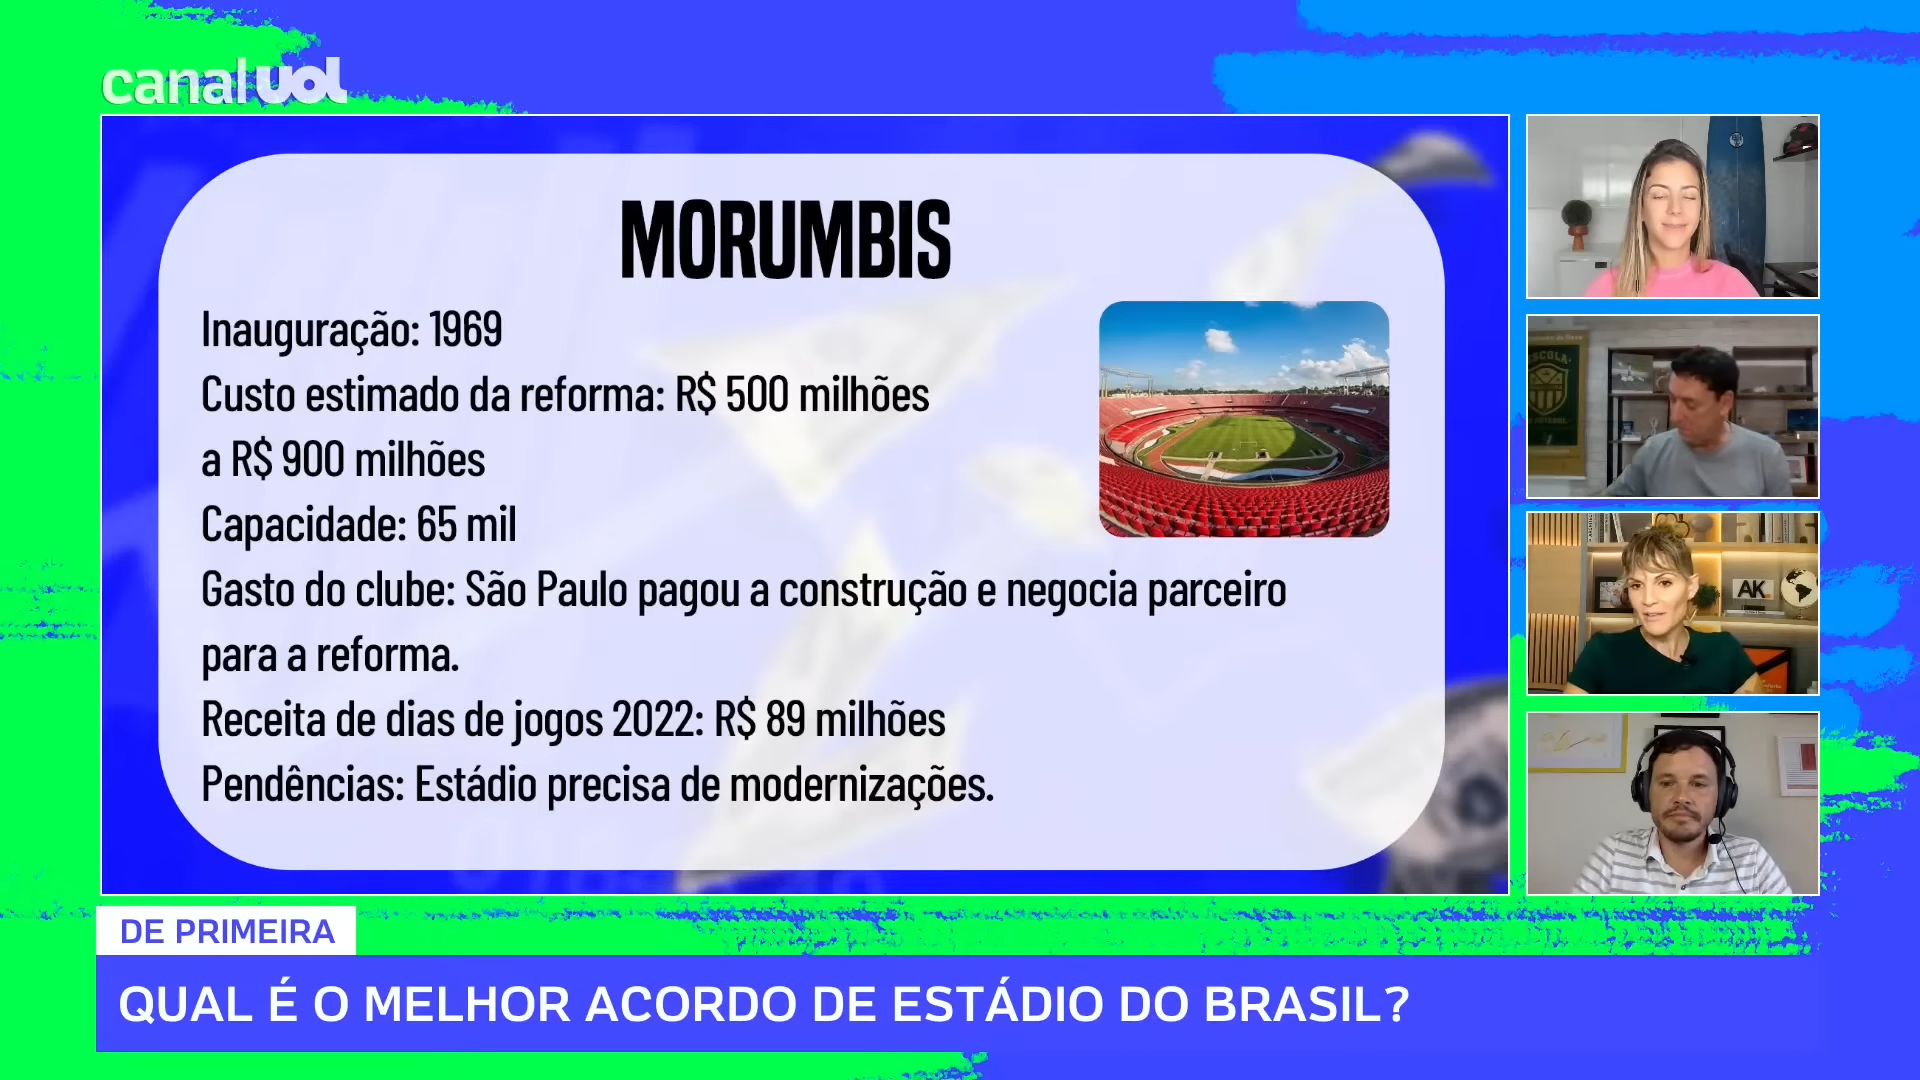 canal uol
MORUMBIS
Inauguração: 1969
Custo estimado da reforma: R$ 500 milhões
a R$ 900 milhões
Capacidade: 65 mil
Gasto do clube: São Paulo pagou a construção e negocia parceiro
para a reforma.
Receita de dias de jogos 2022: R$ 89 milhões
Pendências: Estádio precisa de modernizações.
ESCOLA
AK
DE PRIMEIRA
QUAL É O MELHOR ACORDO DE ESTÁDIO DO BRASIL?